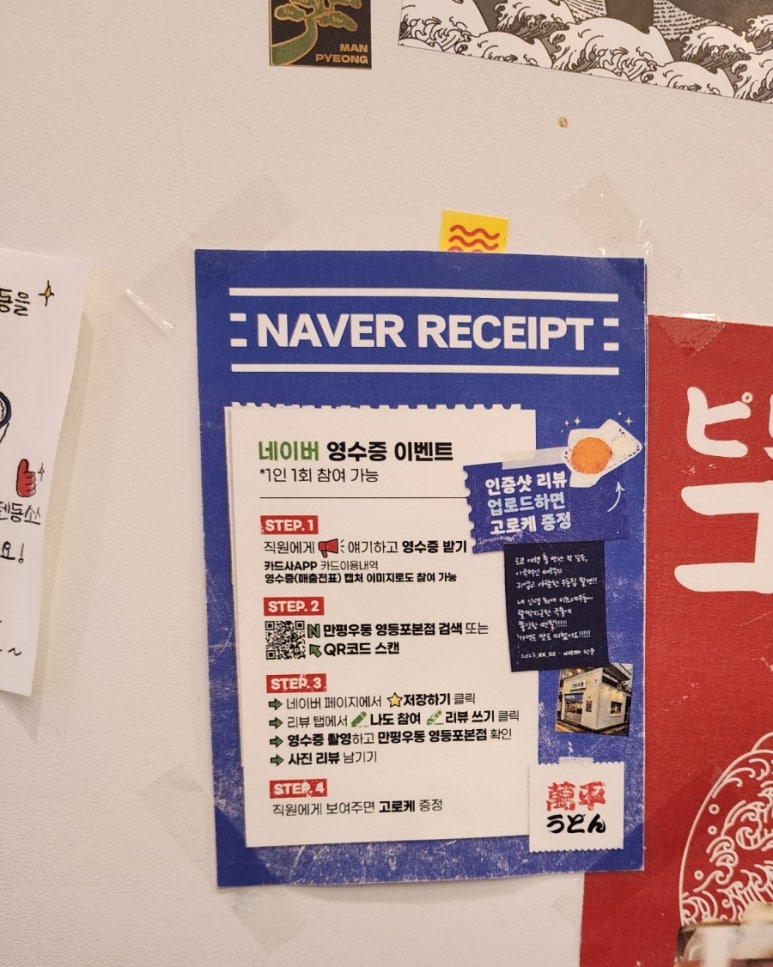 MAN
PYEONG
NAVER RECEIPT
네이버 영수증 이벤트
*1인 1회 참여 가능
인증샷 리뷰
업로드하면
고로케 증정
STEP.1
직원에게 얘기하고 영수증 받기
카드사APP 카드이용내역
영수증(매출전표) 캡처 이미지로도 참여 가능
STEP.2
N 만평우동 영등포본점 검색 또는
QR코드 스캔
STEP.3
네이버 페이지에서 저장하기 클릭
리뷰 탭에서 나도 참여 리뷰 쓰기 클릭
영수증 촬영하고 만평우동 영등포본점 확인
사진 리뷰 남기기
STEP.4
직원에게 보여주면 고로케 증정
萬平
うどん
등을
텐동소스
요!